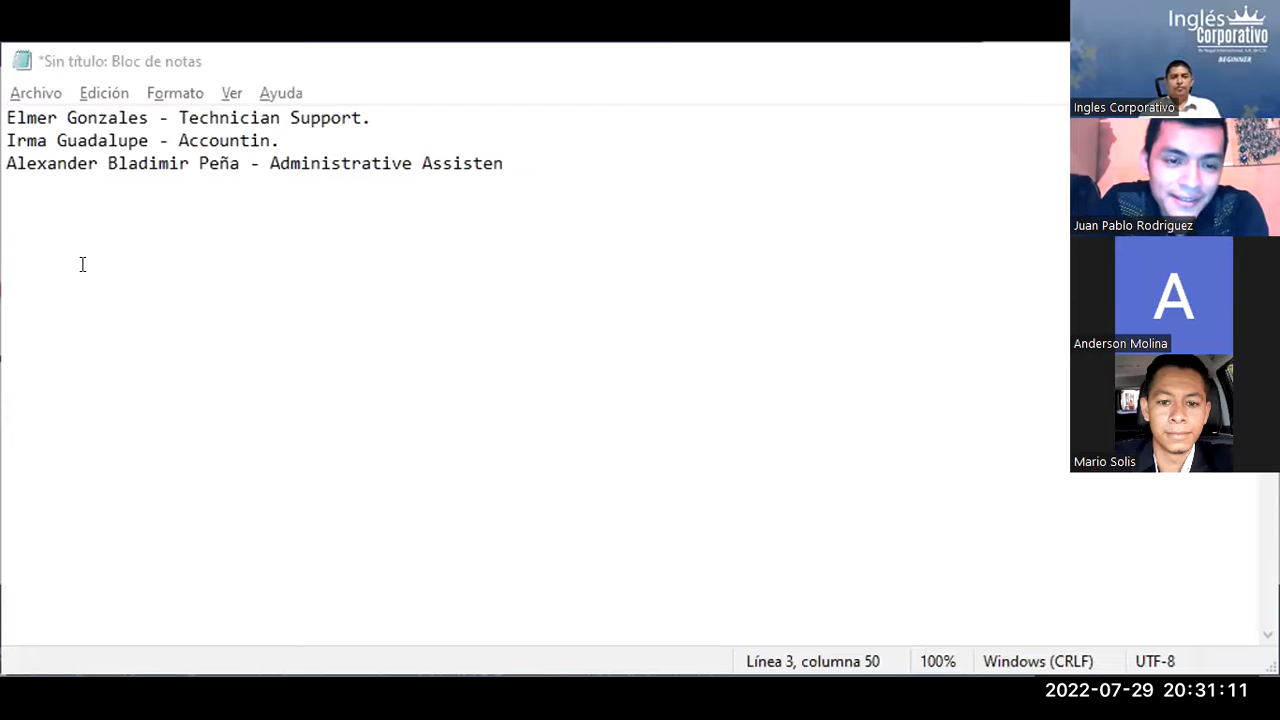 *Sin título: Bloc de notas
Archivo Edición Formato Ver Ayuda
Elmer Gonzales - Technician Support.
Irma Guadalupe - Accountin.
Alexander Bladimir Peña - Administrative Assisten
Línea 3, columna 50 100% Windows (CRLF) UTF-8
Inglés
Corporativo
BEGINNER
Ingles Corporativo
Juan Pablo Rodriguez
A
Anderson Molina
Mario Solis
2022-07-29 20:31:11